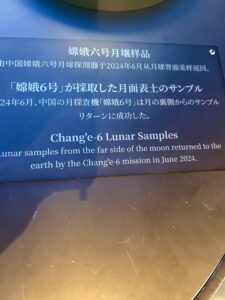 嫦娥六号月壤样品
由中国嫦娥六号月球探测器于2024年6月从月球背面采样返回。
「嫦娥6号」が採取した月面表土のサンプル
24年6月、中国の月探査機「嫦娥6号」は月の裏側からのサンプル
リターンに成功した。
Chang'e-6 Lunar Samples
Lunar samples from the far side of the moon returned to the
earth by the Chang'e-6 mission in June 2024.